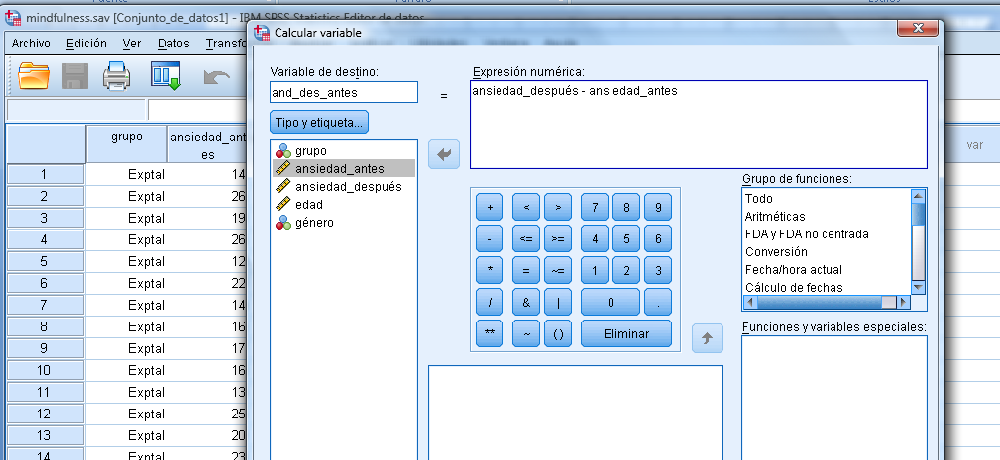 mindfulness.sav [Conjunto_de_datos1] - IBM SPSS Statistics Editor de datos
Archivo Edición Ver Datos Transfo
Calcular variable
Variable de destino:
and_des_antes
=
Tipo y etiqueta...
Expresión numérica:
ansiedad_después - ansiedad_antes
grupo
ansiedad_antes
ansiedad_después
edad
género
+ < > 7 8 9
- <= >= 4 5 6
* = ~= 1 2 3
/ & | 0 .
** ~ ( ) Eliminar
Grupo de funciones:
Todo
Aritméticas
FDA y FDA no centrada
Conversión
Fecha/hora actual
Cálculo de fechas
Funciones y variables especiales:
grupo ansiedad_ant
es
var
1 Exptal 14
2 Exptal 26
3 Exptal 19
4 Exptal 26
5 Exptal 12
6 Exptal 22
7 Exptal 14
8 Exptal 16
9 Exptal 17
10 Exptal 16
11 Exptal 13
12 Exptal 25
13 Exptal 20
14 Exptal 23